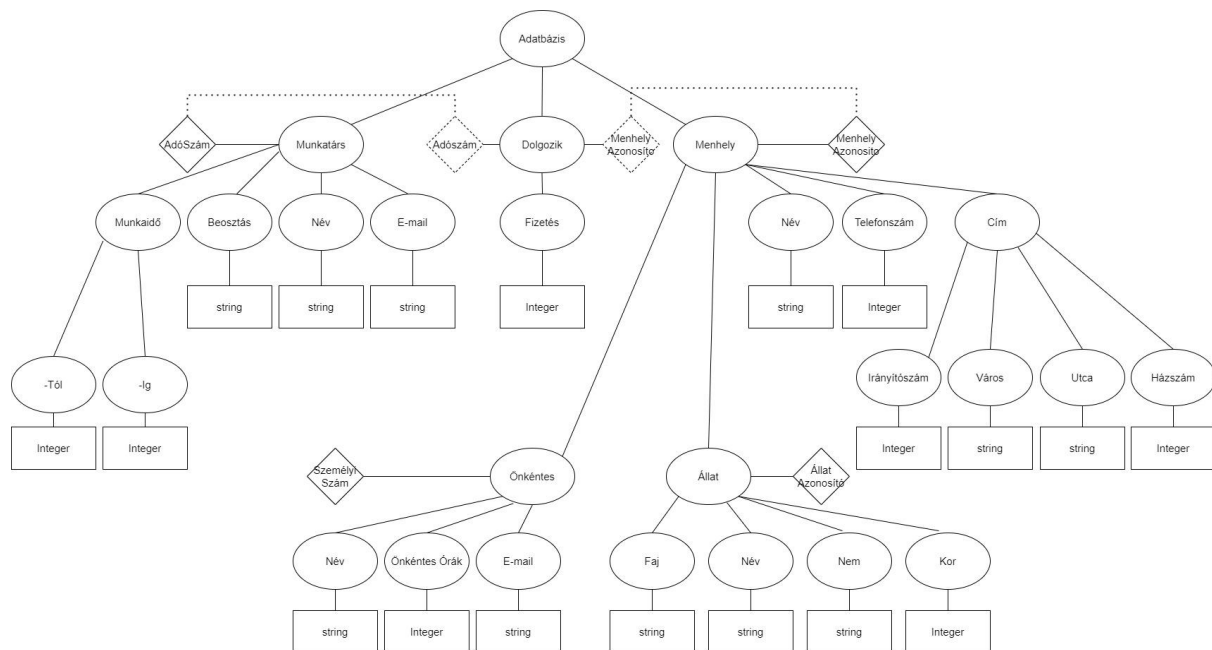 Adatbázis
AdóSzám
Munkatárs
Adószám
Dolgozik
Menhely
Azonosíto
Menhely
Menhely
Azonosito
Munkaidő
Beosztás
Név
E-mail
Fizetés
Név
Telefonszám
Cím
string
string
string
Integer
string
Integer
-Tól
-Ig
Irányítószám
Város
Utca
Házszám
Integer
Integer
Integer
string
string
Integer
Személyi
Szám
Önkéntes
Állat
Állat
Azonosító
Név
Önkéntes Órák
E-mail
Faj
Név
Nem
Kor
string
Integer
string
string
string
string
Integer